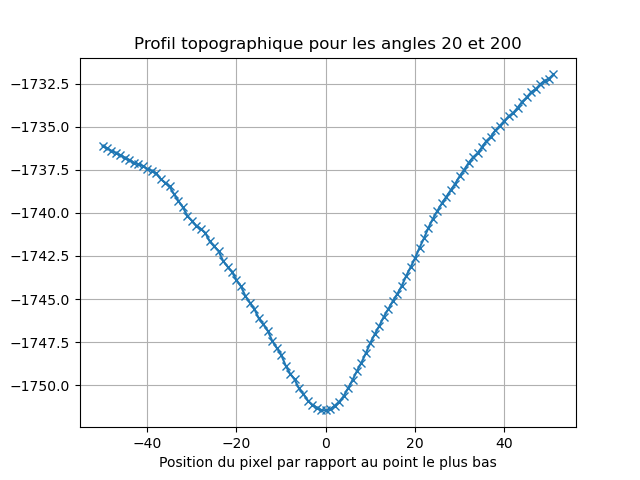 Profil topographique pour les angles 20 et 200
−1732.5
−1735.0
−1737.5
−1740.0
−1742.5
−1745.0
−1747.5
−1750.0
−40 −20 0 20 40
Position du pixel par rapport au point le plus bas